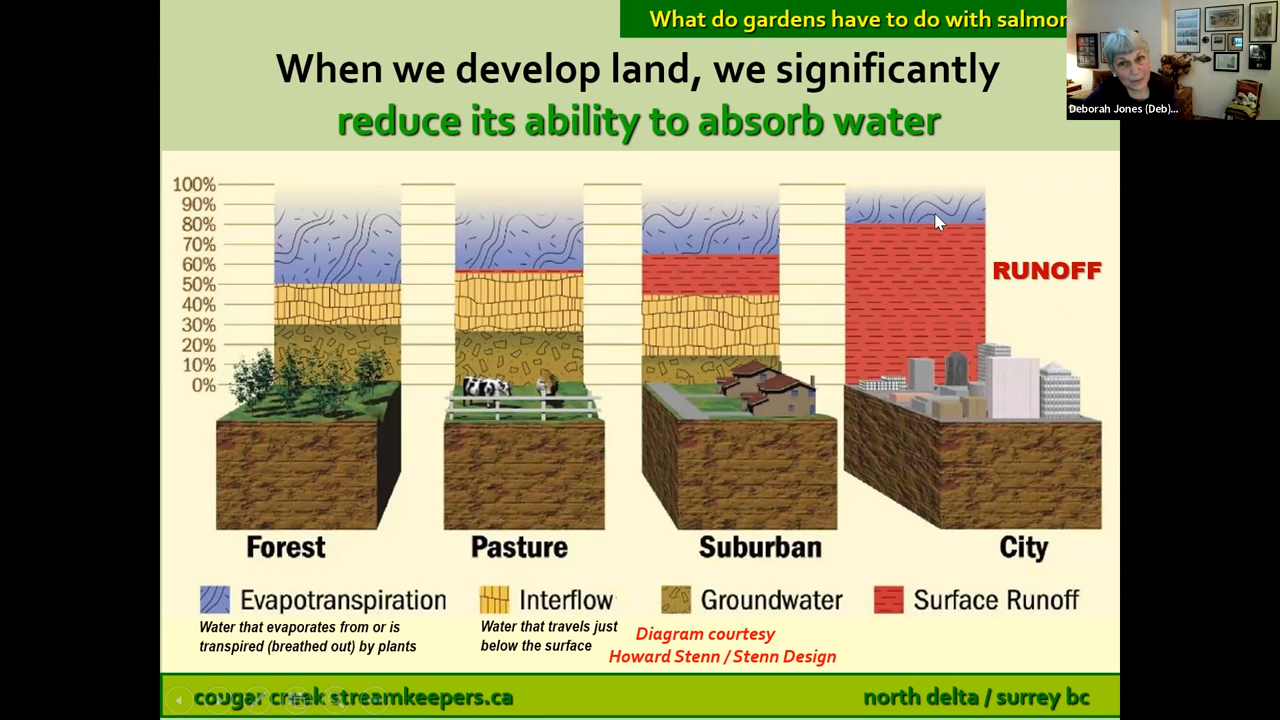 What do gardens have to do with salmon
When we develop land, we significantly
reduce its ability to absorb water
Deborah Jones (Deb)...
100%
90%
80%
70%
60%
50%
40%
30%
20%
10%
0%
RUNOFF
Forest
Pasture
Suburban
City
Evapotranspiration
Interflow
Groundwater
Surface Runoff
Water that evaporates from or is
transpired (breathed out) by plants
Water that travels just
below the surface
Diagram courtesy
Howard Stenn / Stenn Design
cougar creek streamkeepers.ca
north delta / surrey bc